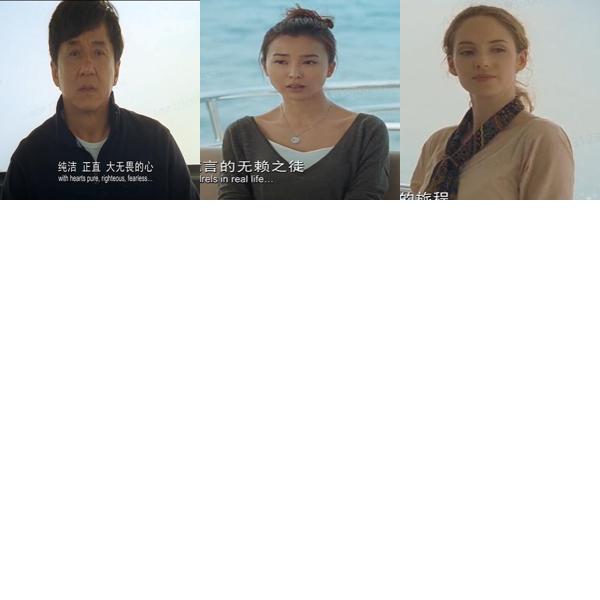 纯洁 正直 大无畏的心
with hearts pure, righteous, fearless...
言的无赖之徒
drels in real life...
的旅程